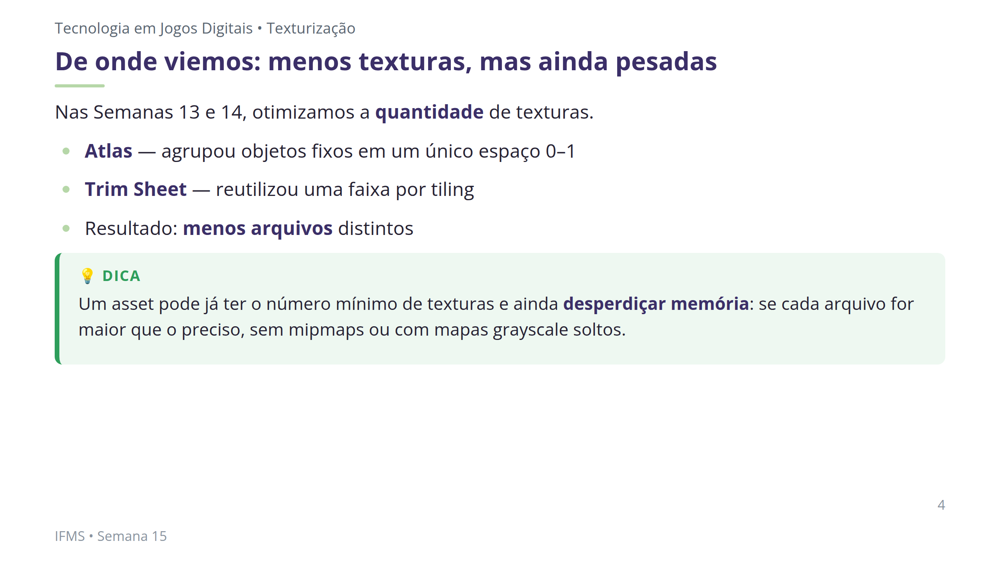 Tecnologia em Jogos Digitais • Texturização
De onde viemos: menos texturas, mas ainda pesadas
Nas Semanas 13 e 14, otimizamos a quantidade de texturas.
• Atlas — agrupou objetos fixos em um único espaço 0–1
• Trim Sheet — reutilizou uma faixa por tiling
• Resultado: menos arquivos distintos
💡 DICA
Um asset pode já ter o número mínimo de texturas e ainda desperdiçar memória: se cada arquivo for
maior que o preciso, sem mipmaps ou com mapas grayscale soltos.
4
IFMS • Semana 15